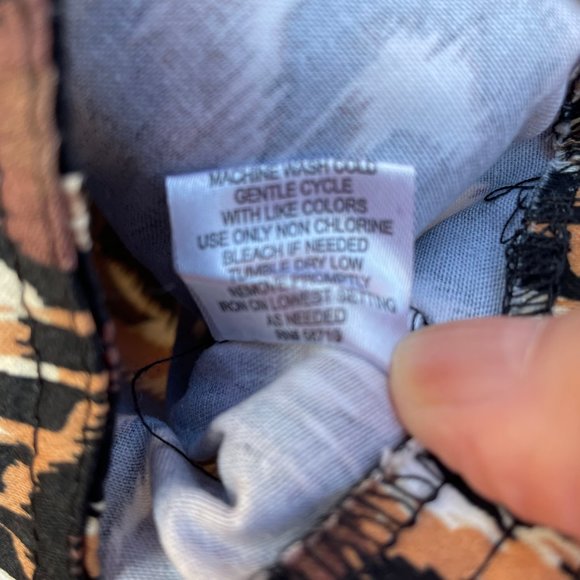 MACHINE WASH COLD
GENTLE CYCLE
WITH LIKE COLORS
USE ONLY NON CHLORINE
BLEACH IF NEEDED
TUMBLE DRY LOW
REMOVE PROMPTLY
IRON ON LOWEST SETTING
AS NEEDED
RN#